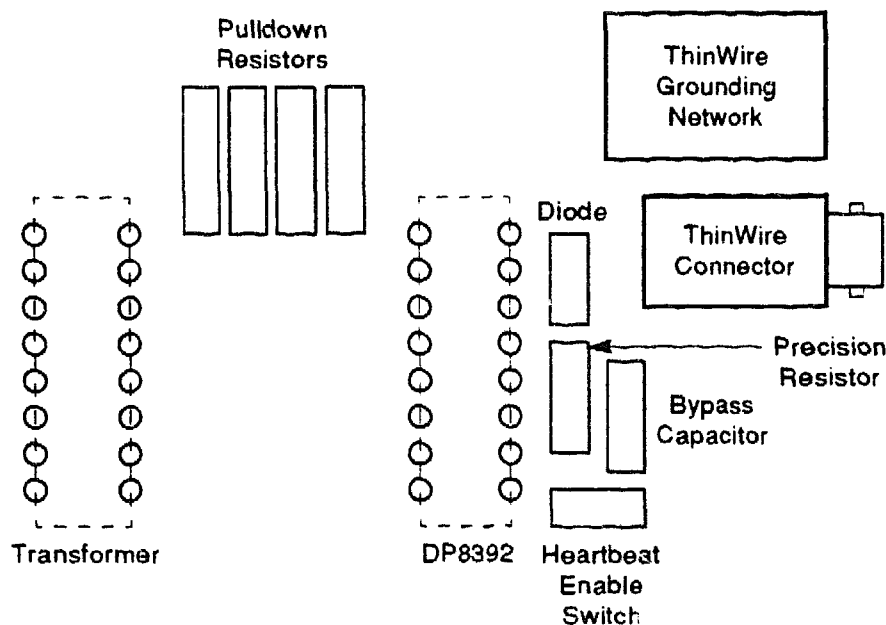 Pulldown
Resistors
ThinWire
Grounding
Network
Diode
ThinWire
Connector
Precision
Resistor
Bypass
Capacitor
Transformer
DP8392
Heartbeat
Enable
Switch